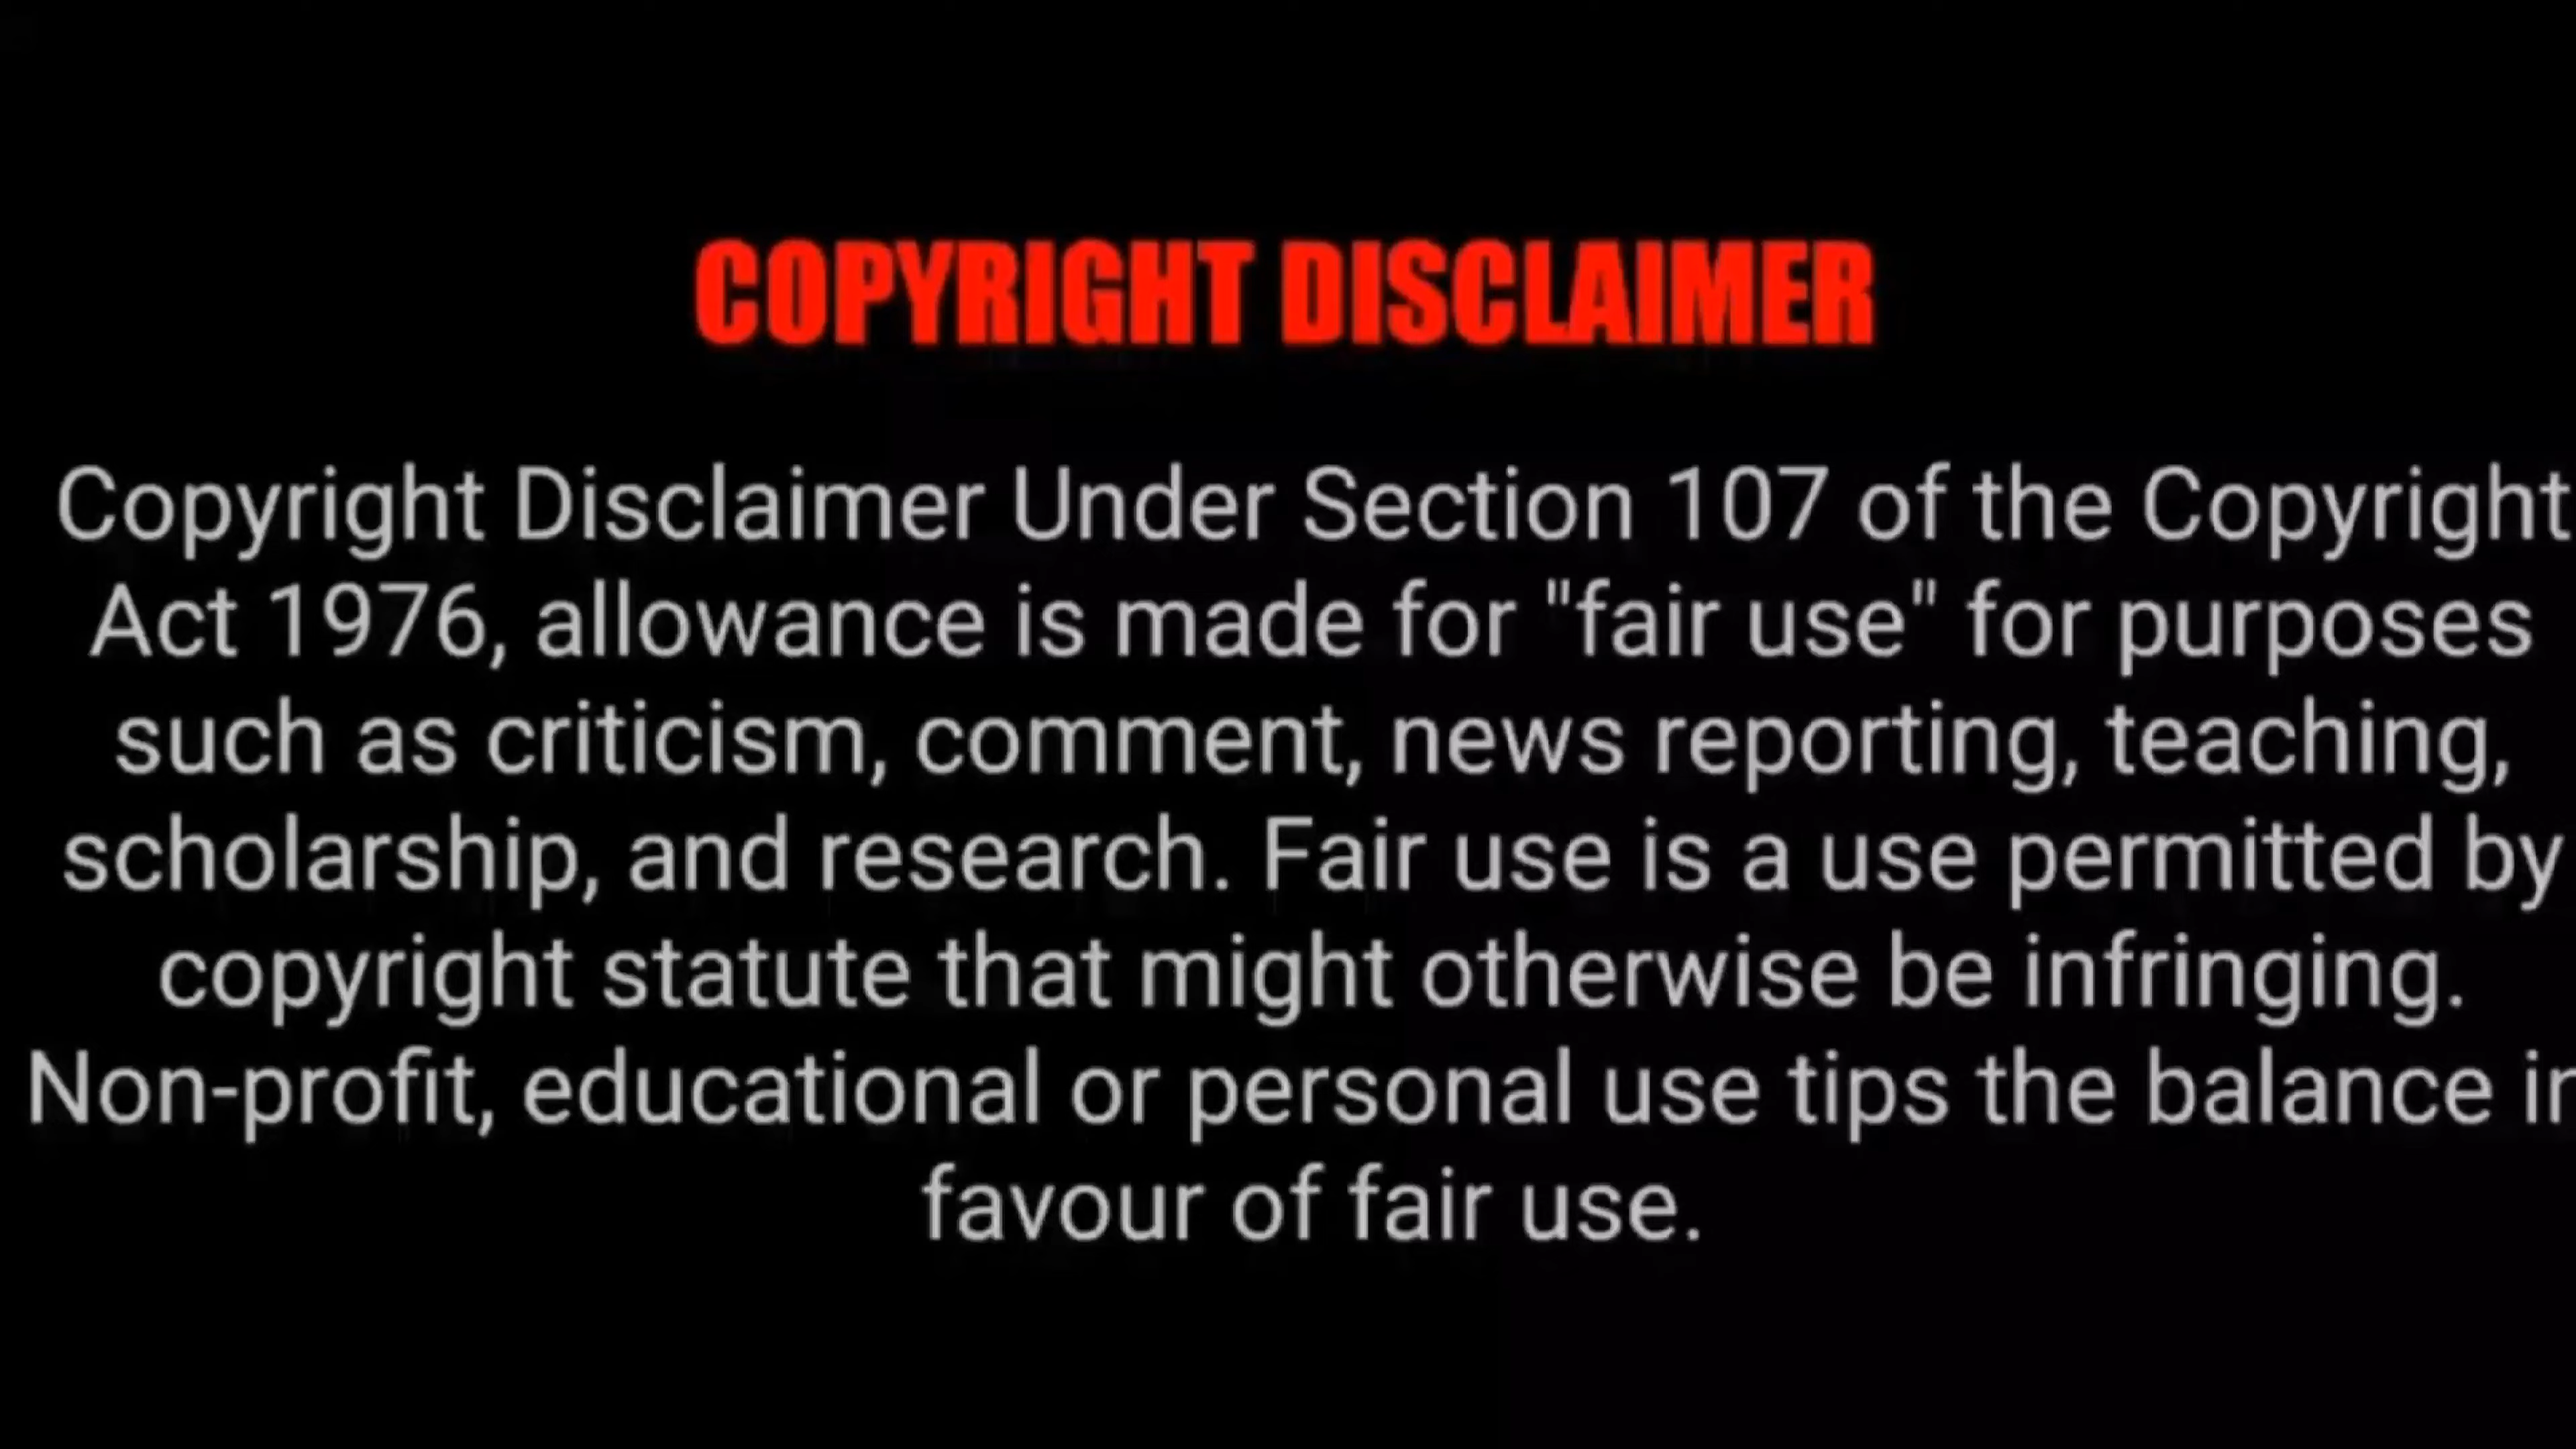 COPYRIGHT DISCLAIMER
Copyright Disclaimer Under Section 107 of the Copyright
Act 1976, allowance is made for "fair use" for purposes
such as criticism, comment, news reporting, teaching,
scholarship, and research. Fair use is a use permitted by
copyright statute that might otherwise be infringing.
Non-profit, educational or personal use tips the balance in
favour of fair use.